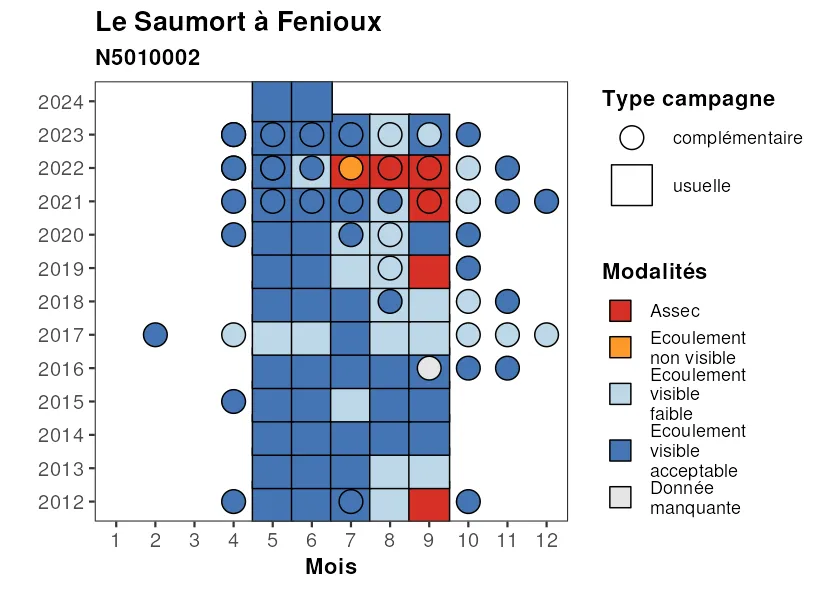 Le Saumort à Fenioux
N5010002
2024
2023
2022
2021
2020
2019
2018
2017
2016
2015
2014
2013
2012
1 2 3 4 5 6 7 8 9 10 11 12
Mois
Type campagne
complémentaire
usuelle
Modalités
Assec
Ecoulement
non visible
Ecoulement
visible
faible
Ecoulement
visible
acceptable
Donnée
manquante